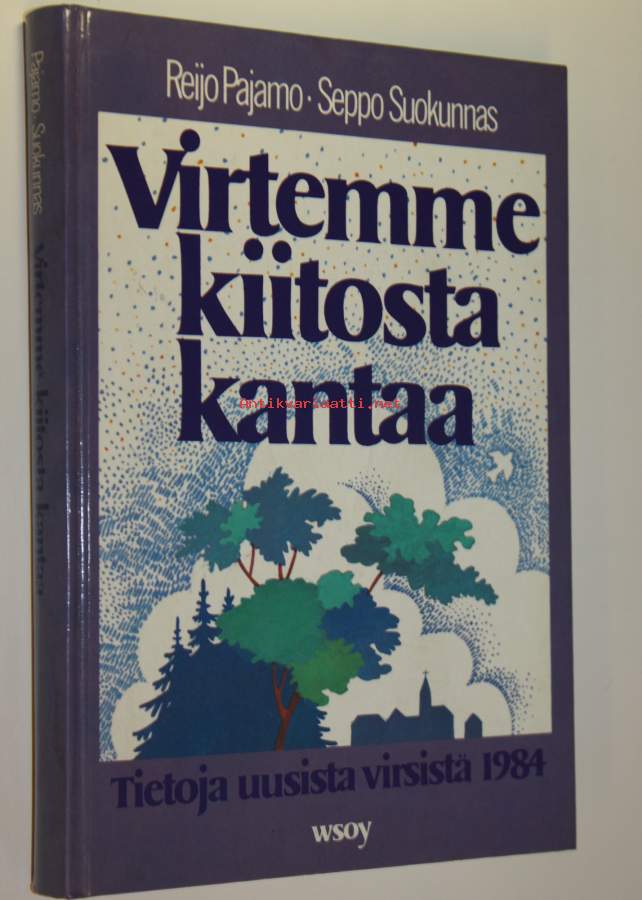 Reijo Pajamo · Seppo Suokunnas
Virtemme
kiitosta
kantaa
Antikvariaatti.net
Tietoja uusista virsistä 1984
wsoy
Pajamo · Suokunnas
Virtemme kiitosta kantaa